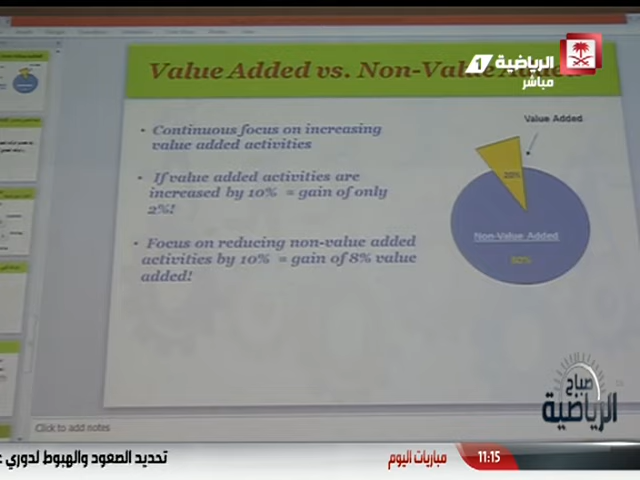 الرياضية 1
مباشر
Value Added vs. Non-Value Added
• Continuous focus on increasing
value added activities
• If value added activities are
increased by 10% = gain of only
2%!
• Focus on reducing non-value added
activities by 10% = gain of 8% value
added!
Value Added
20%
Non-Value Added
80%
صباح
الرياضية
Click to add notes
11:15
مباريات اليوم
تحديد الصعود والهبوط لدوري